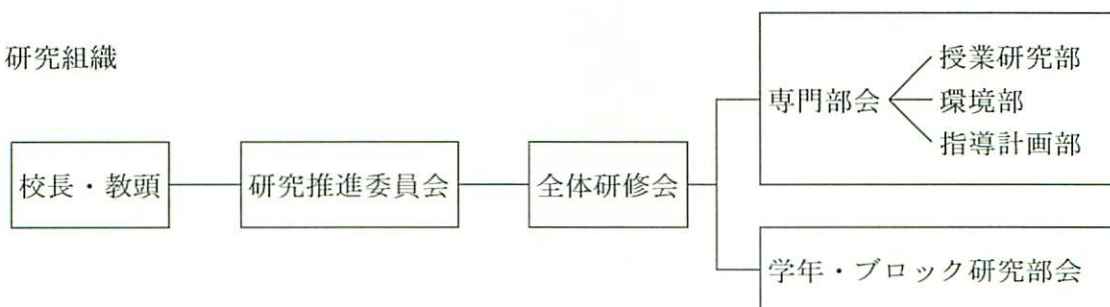 研究組織
校長・教頭
研究推進委員会
全体研修会
専門部会
授業研究部
環境部
指導計画部
学年・ブロック研究部会